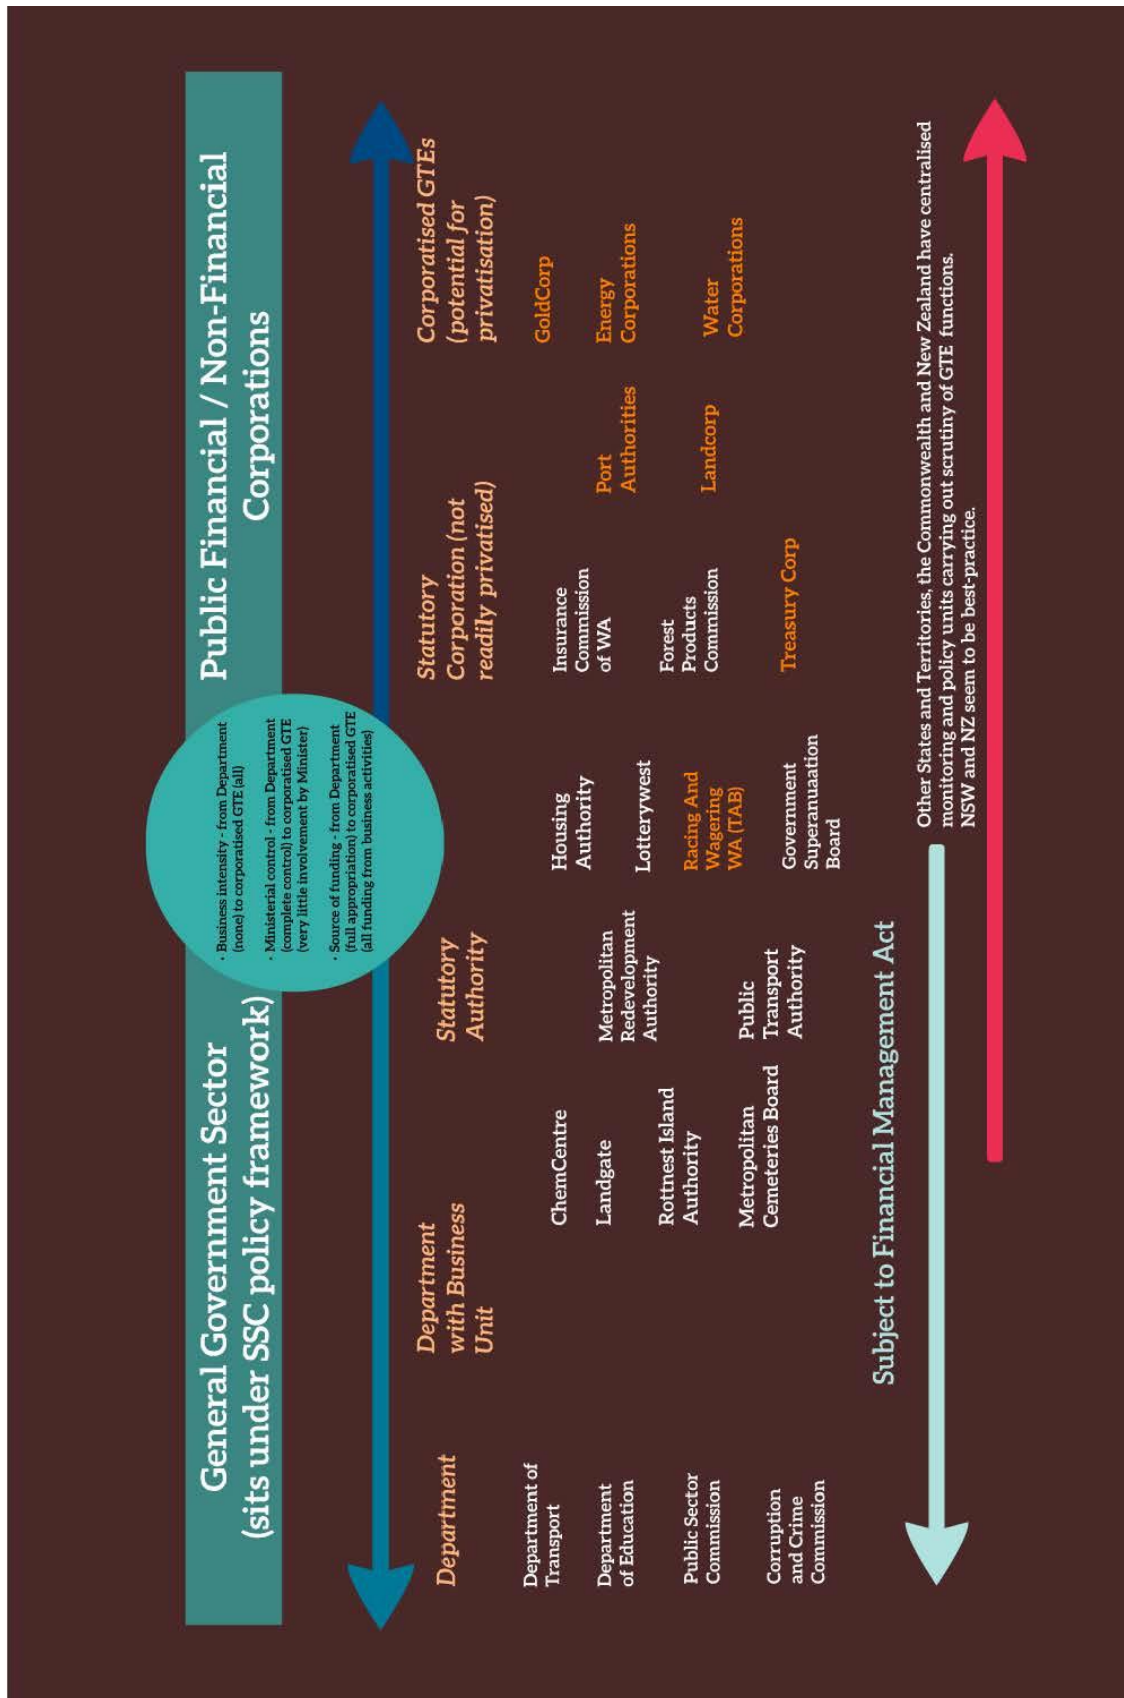 General Government Sector
(sits under SSC policy framework)
Public Financial / Non-Financial
Corporations
· Business intensity - from Department
(none) to corporatised GTE (all)
· Ministerial control - from Department
(complete control) to corporatised GTE
(very little involvement by Minister)
· Source of funding - from Department
(full appropriation) to corporatised GTE
(all funding from business activities)
Department
Department
with Business
Unit
Statutory
Authority
Statutory
Corporation (not
readily privatised)
Corporatised GTEs
(potential for
privatisation)
Department of
Transport
Department
of Education
Public Sector
Commission
Corruption
and Crime
Commission
ChemCentre
Landgate
Rottnest Island
Authority
Metropolitan
Cemeteries Board
Metropolitan
Redevelopment
Authority
Public
Transport
Authority
Housing
Authority
Lotterywest
Racing And
Wagering
WA (TAB)
Government
Superanuaation
Board
Insurance
Commission
of WA
Forest
Products
Commission
Treasury Corp
Port
Authorities
Landcorp
GoldCorp
Energy
Corporations
Water
Corporations
Subject to Financial Management Act
Other States and Territories, the Commonwealth and New Zealand have centralised
monitoring and policy units carrying out scrutiny of GTE functions.
NSW and NZ seem to be best-practice.